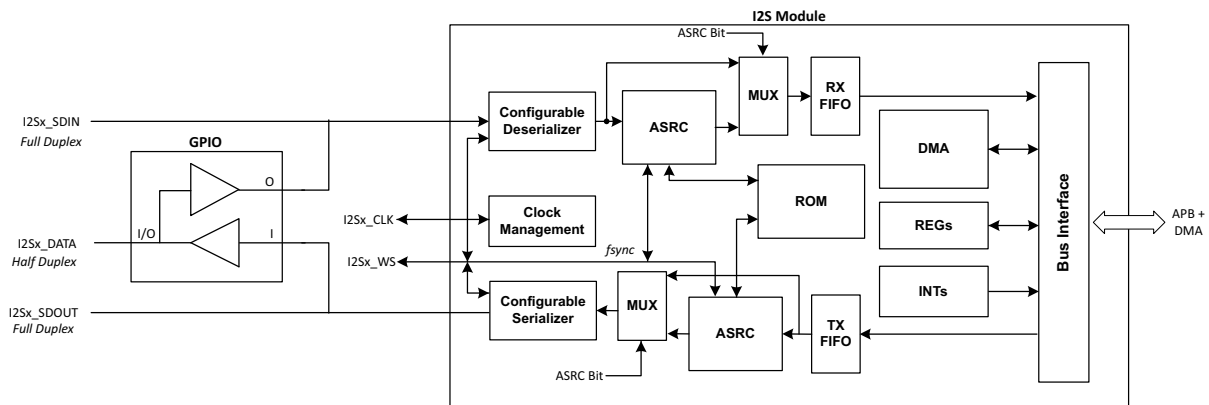 I2S Module
ASRC Bit
MUX
RX
FIFO
Configurable
Deserializer
ASRC
I2Sx_SDIN
Full Duplex
GPIO
O
DMA
ROM
I2Sx_CLK
Clock
Management
REGs
Bus Interface
APB +
DMA
I/O
I
I2Sx_DATA
Half Duplex
fsync
I2Sx_WS
INTs
Configurable
Serializer
MUX
ASRC
TX
FIFO
I2Sx_SDOUT
Full Duplex
ASRC Bit